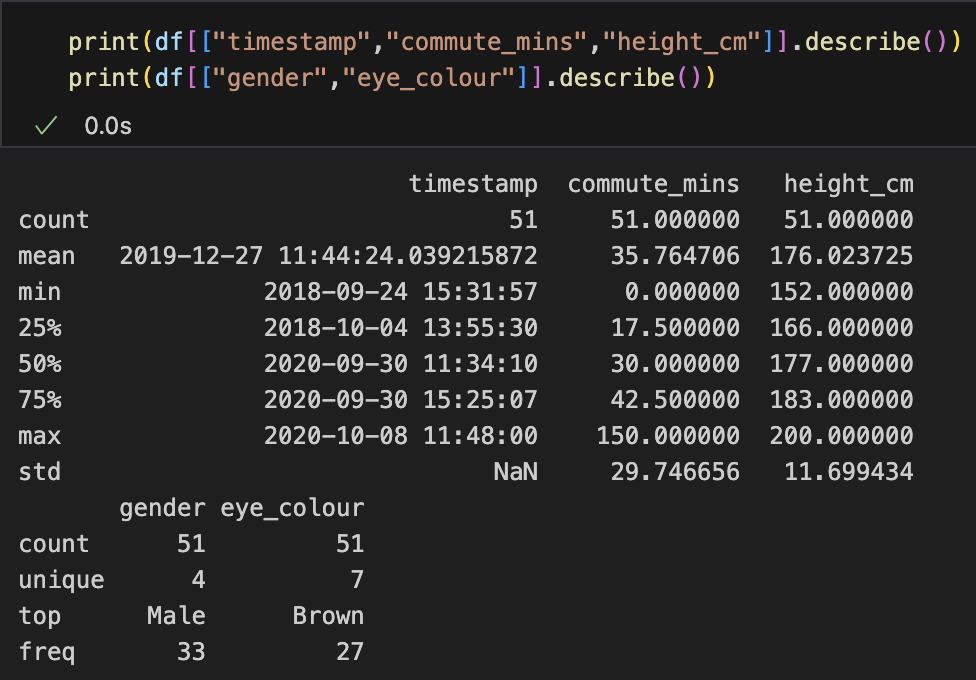 print(df[["timestamp","commute_mins","height_cm"]].describe())
print(df[["gender","eye_colour"]].describe())
0.0s
timestamp commute_mins height_cm
count 51 51.000000 51.000000
mean 2019-12-27 11:44:24.039215872 35.764706 176.023725
min 2018-09-24 15:31:57 0.000000 152.000000
25% 2018-10-04 13:55:30 17.500000 166.000000
50% 2020-09-30 11:34:10 30.000000 177.000000
75% 2020-09-30 15:25:07 42.500000 183.000000
max 2020-10-08 11:48:00 150.000000 200.000000
std NaN 29.746656 11.699434
gender eye_colour
count 51 51
unique 4 7
top Male Brown
freq 33 27